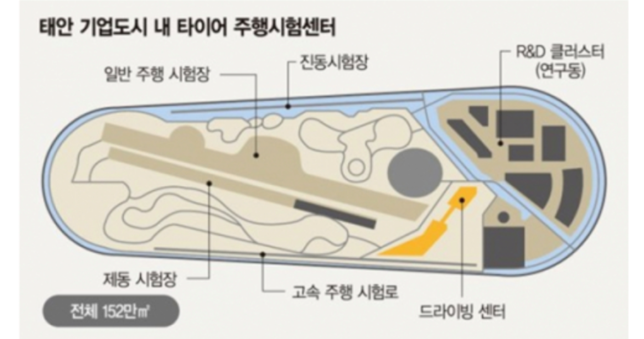 태안 기업도시 내 타이어 주행시험센터
일반 주행 시험장
진동시험장
R&D 클러스터
(연구동)
제동 시험장
고속 주행 시험로
드라이빙 센터
전체 152만㎡